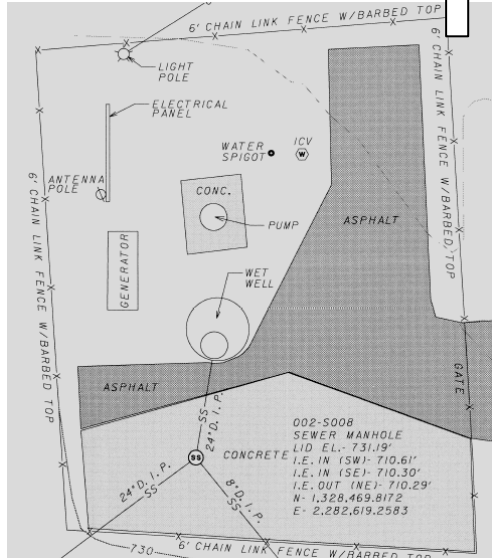 6' CHAIN LINK FENCE W/BARBED TOP
LIGHT
POLE
ELECTRICAL
PANEL
WATER
SPIGOT
ICV
W
6' CHAIN LINK FENCE W/BARBED TOP
ANTENNA
POLE
CONC.
PUMP
ASPHALT
6' CHAIN LINK FENCE W/BARBED TOP
GENERATOR
WET
WELL
GATE
ASPHALT
SS
24"D.I.P.
002-S008
SEWER MANHOLE
LID EL.- 731.19'
I.E. IN (SW)- 710.61'
I.E. IN (SE)- 710.30'
I.E. OUT (NE)- 710.29'
N- 1,328,469.8172
E- 2,282,619.2583
SS
CONCRETE
24"D.I.P.
SS
8"D.I.P.
SS
730
6' CHAIN LINK FENCE W/BARBED TOP